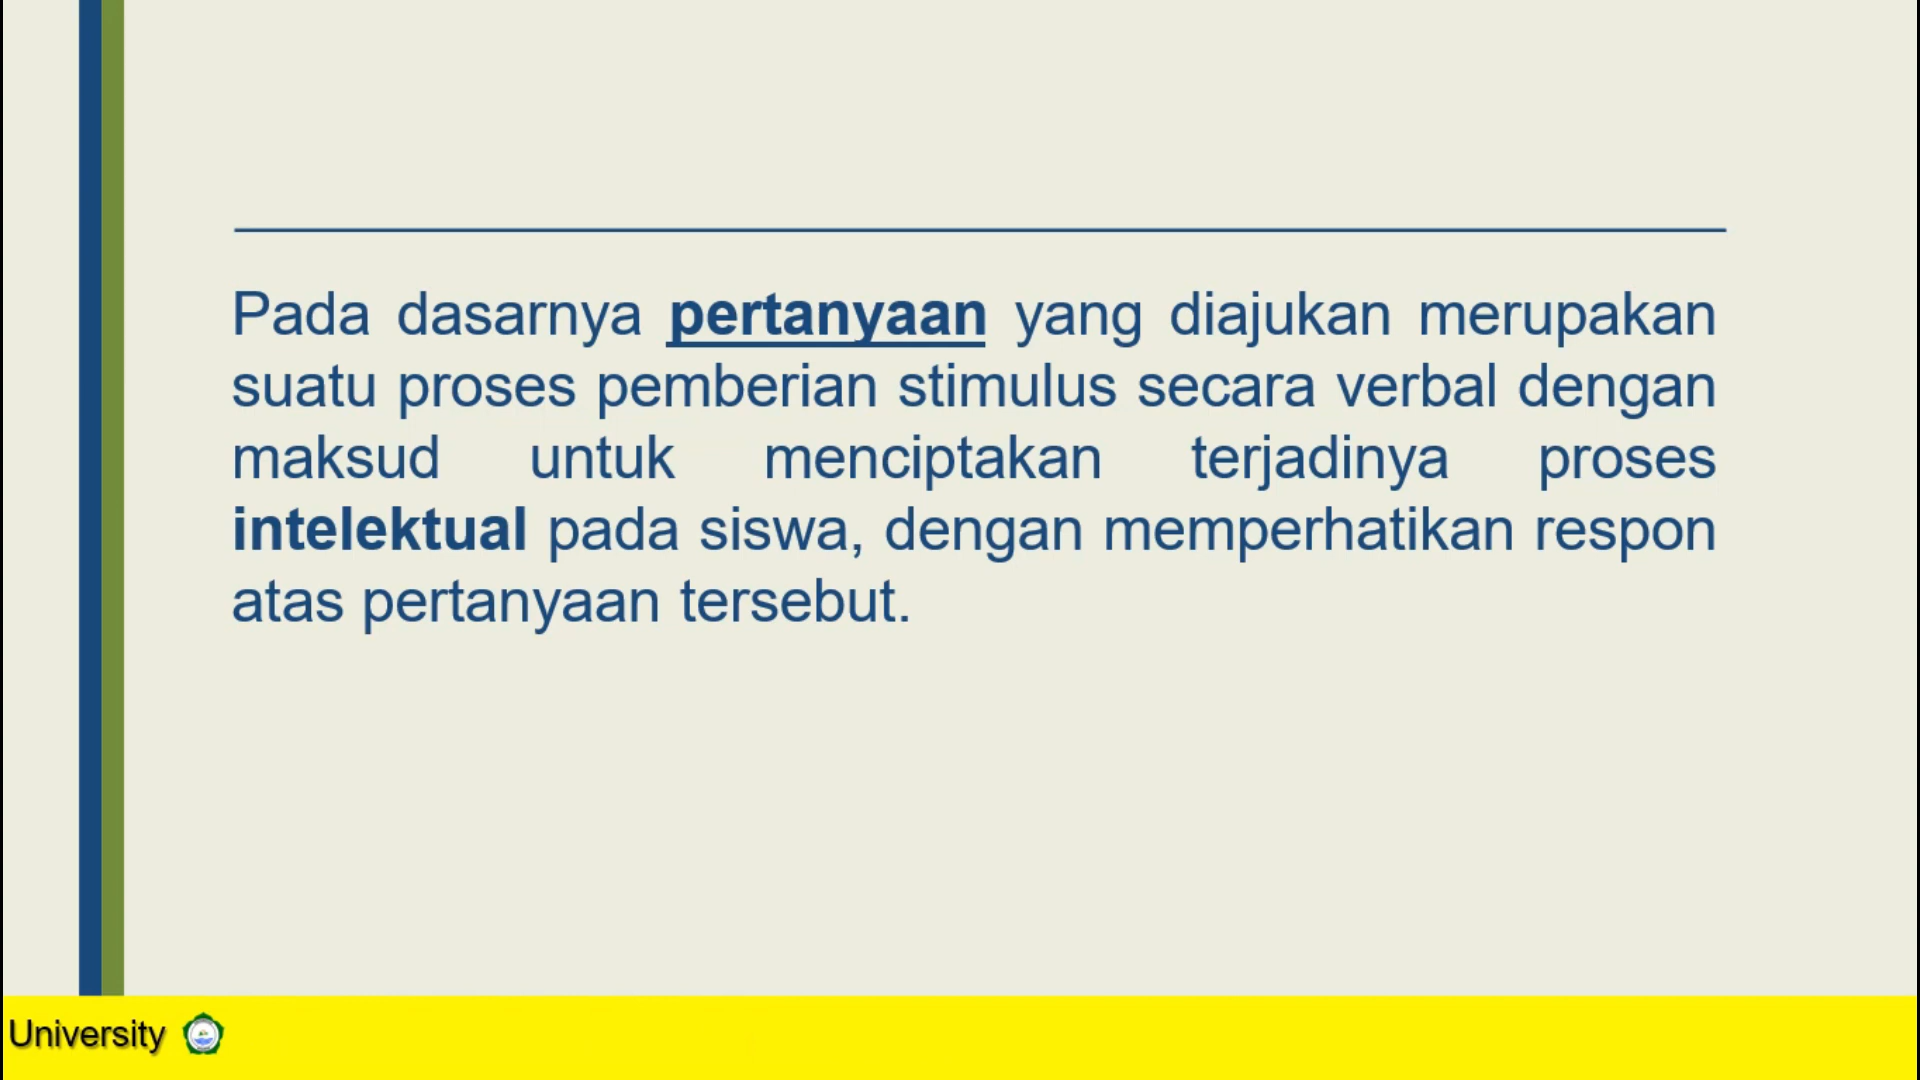 Pada dasarnya pertanyaan yang diajukan merupakan
suatu proses pemberian stimulus secara verbal dengan
maksud untuk menciptakan terjadinya proses
intelektual pada siswa, dengan memperhatikan respon
atas pertanyaan tersebut.
University